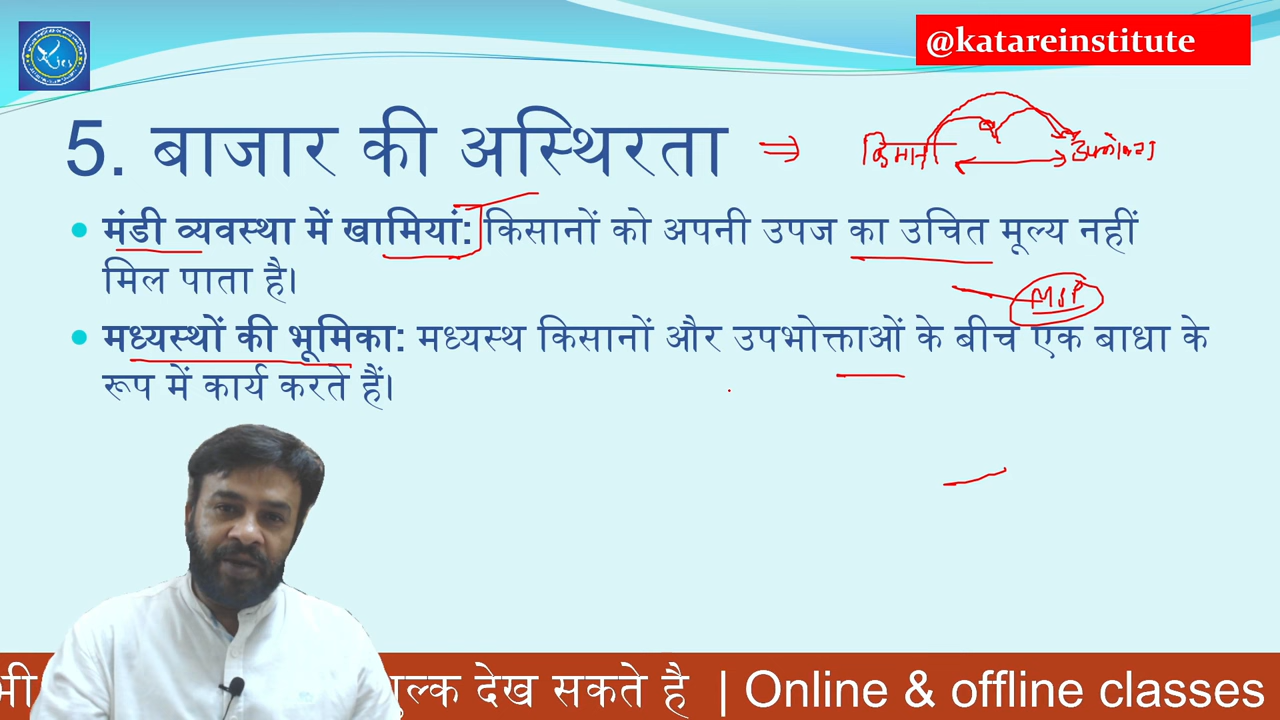 @katareinstitute
5. बाजार की अस्थिरता ⇒ किसान उपभोक्ता
• मंडी व्यवस्था में खामियां: किसानों को अपनी उपज का उचित मूल्य नहीं
मिल पाता है।
MSP
• मध्यस्थों की भूमिका: मध्यस्थ किसानों और उपभोक्ताओं के बीच एक बाधा के
रूप में कार्य करते हैं।
देख सकते है | Online & offline classes